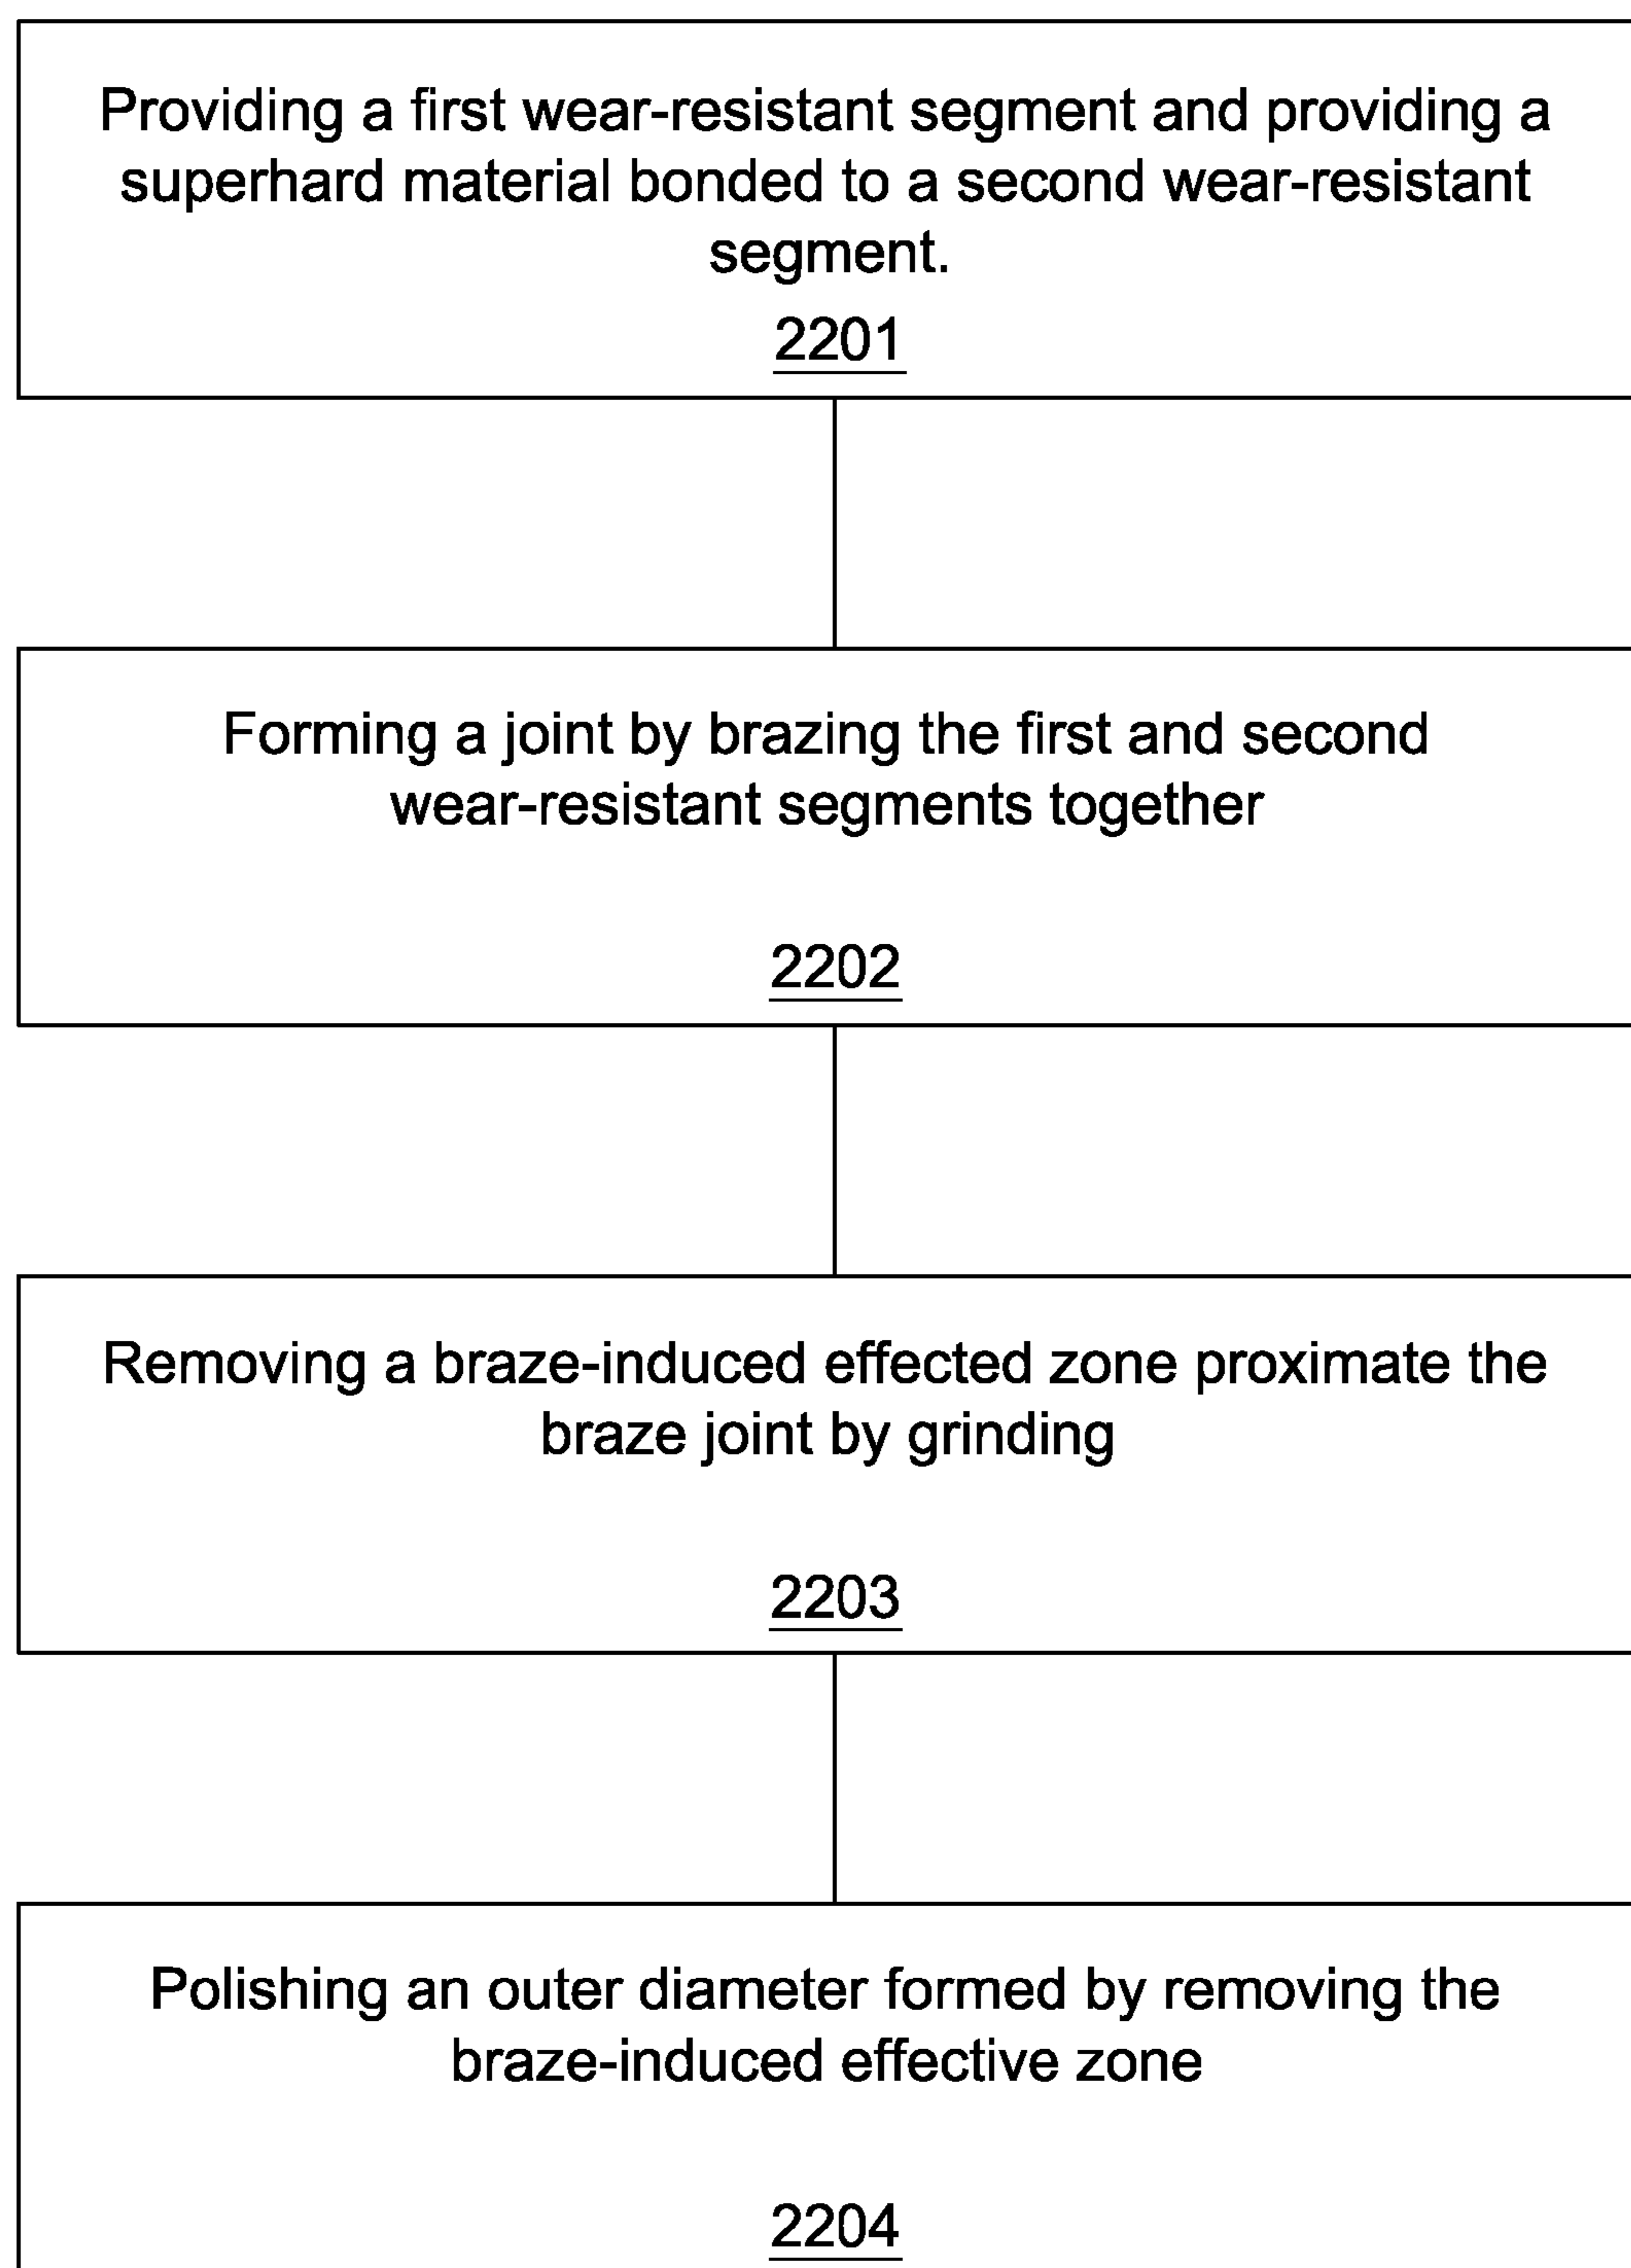 Providing a first wear-resistant segment and providing a
superhard material bonded to a second wear-resistant
segment.
2201
Forming a joint by brazing the first and second
wear-resistant segments together
2202
Removing a braze-induced effected zone proximate the
braze joint by grinding
2203
Polishing an outer diameter formed by removing the
braze-induced effective zone
2204